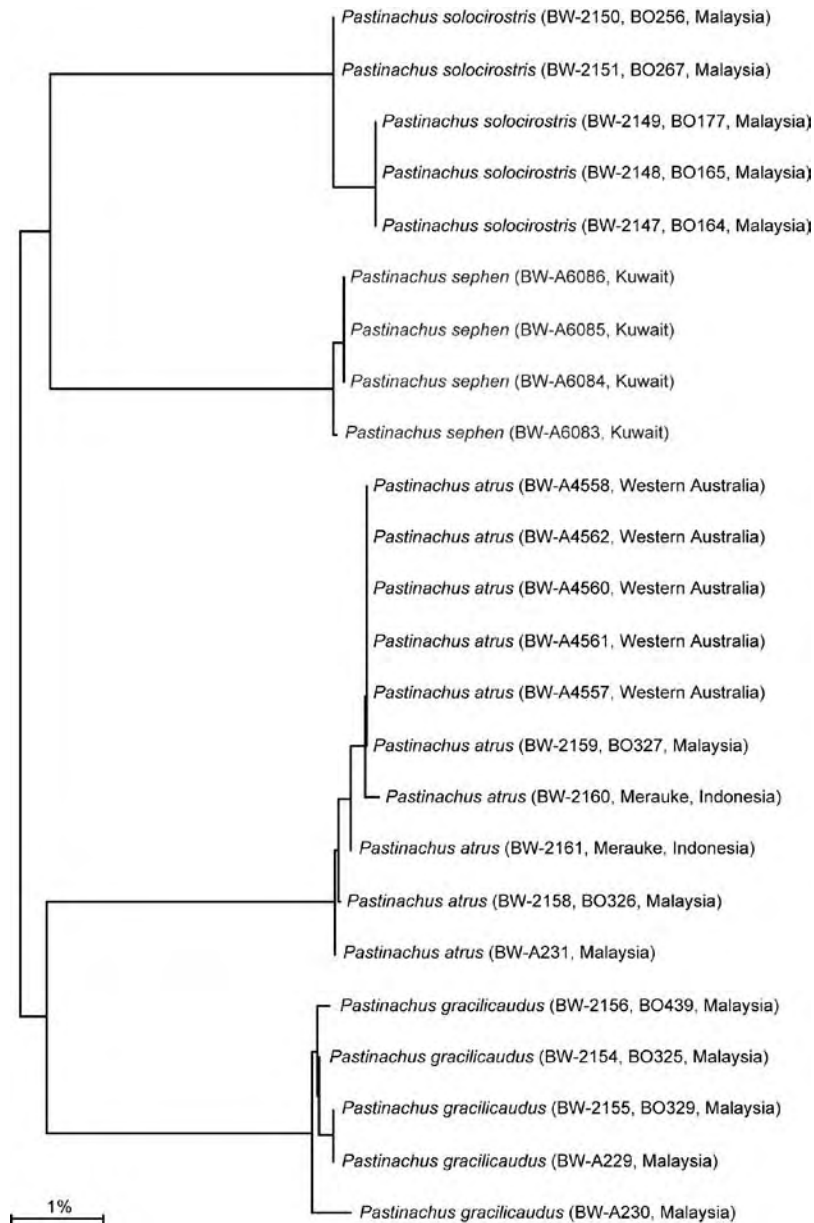 Pastinachus solocirostris (BW-2150, BO256, Malaysia)
Pastinachus solocirostris (BW-2151, BO267, Malaysia)
Pastinachus solocirostris (BW-2149, BO177, Malaysia)
Pastinachus solocirostris (BW-2148, BO165, Malaysia)
Pastinachus solocirostris (BW-2147, BO164, Malaysia)
Pastinachus sephen (BW-A6086, Kuwait)
Pastinachus sephen (BW-A6085, Kuwait)
Pastinachus sephen (BW-A6084, Kuwait)
Pastinachus sephen (BW-A6083, Kuwait)
Pastinachus atrus (BW-A4558, Western Australia)
Pastinachus atrus (BW-A4562, Western Australia)
Pastinachus atrus (BW-A4560, Western Australia)
Pastinachus atrus (BW-A4561, Western Australia)
Pastinachus atrus (BW-A4557, Western Australia)
Pastinachus atrus (BW-2159, BO327, Malaysia)
Pastinachus atrus (BW-2160, Merauke, Indonesia)
Pastinachus atrus (BW-2161, Merauke, Indonesia)
Pastinachus atrus (BW-2158, BO326, Malaysia)
Pastinachus atrus (BW-A231, Malaysia)
Pastinachus gracilicaudus (BW-2156, BO439, Malaysia)
Pastinachus gracilicaudus (BW-2154, BO325, Malaysia)
Pastinachus gracilicaudus (BW-2155, BO329, Malaysia)
Pastinachus gracilicaudus (BW-A229, Malaysia)
Pastinachus gracilicaudus (BW-A230, Malaysia)
1%